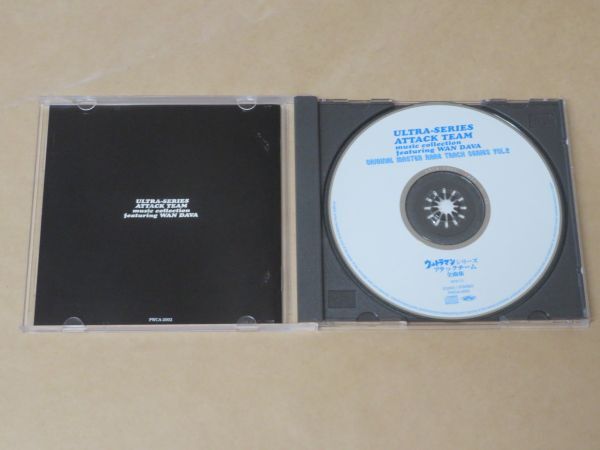 ULTRA-SERIES
ATTACK TEAM
music collection
featuring WAN DAVA
PWCA-2002
ULTRA-SERIES
ATTACK TEAM
music collection
featuring WAN DAVA
ORIGINAL MASTER RARE TRACK SERIES VOL.2
ウルトラマンシリーズ
アタックチーム
全曲集